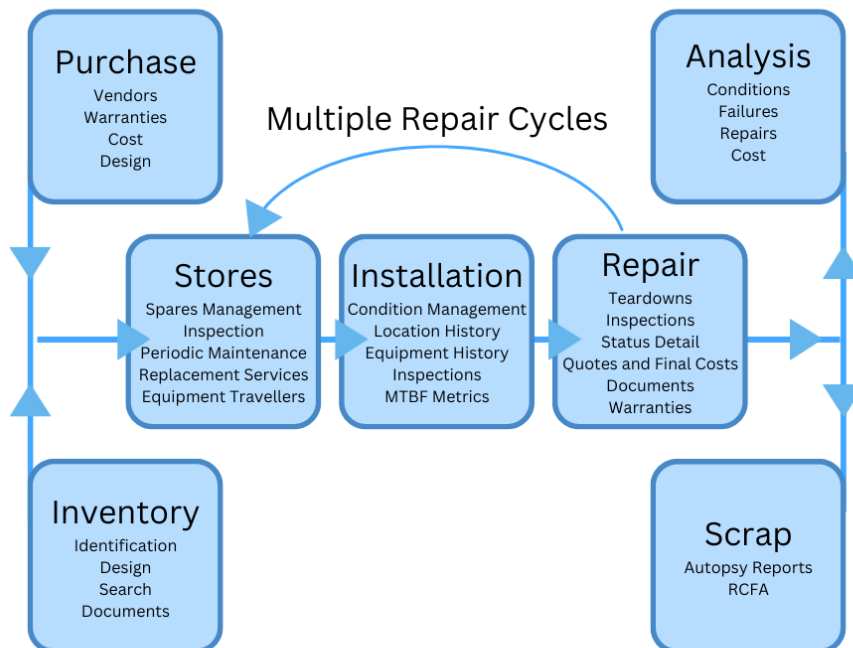 Purchase
Vendors
Warranties
Cost
Design
Analysis
Conditions
Failures
Repairs
Cost
Multiple Repair Cycles
Stores
Spares Management
Inspection
Periodic Maintenance
Replacement Services
Equipment Travellers
Installation
Condition Management
Location History
Equipment History
Inspections
MTBF Metrics
Repair
Teardowns
Inspections
Status Detail
Quotes and Final Costs
Documents
Warranties
Inventory
Identification
Design
Search
Documents
Scrap
Autopsy Reports
RCFA